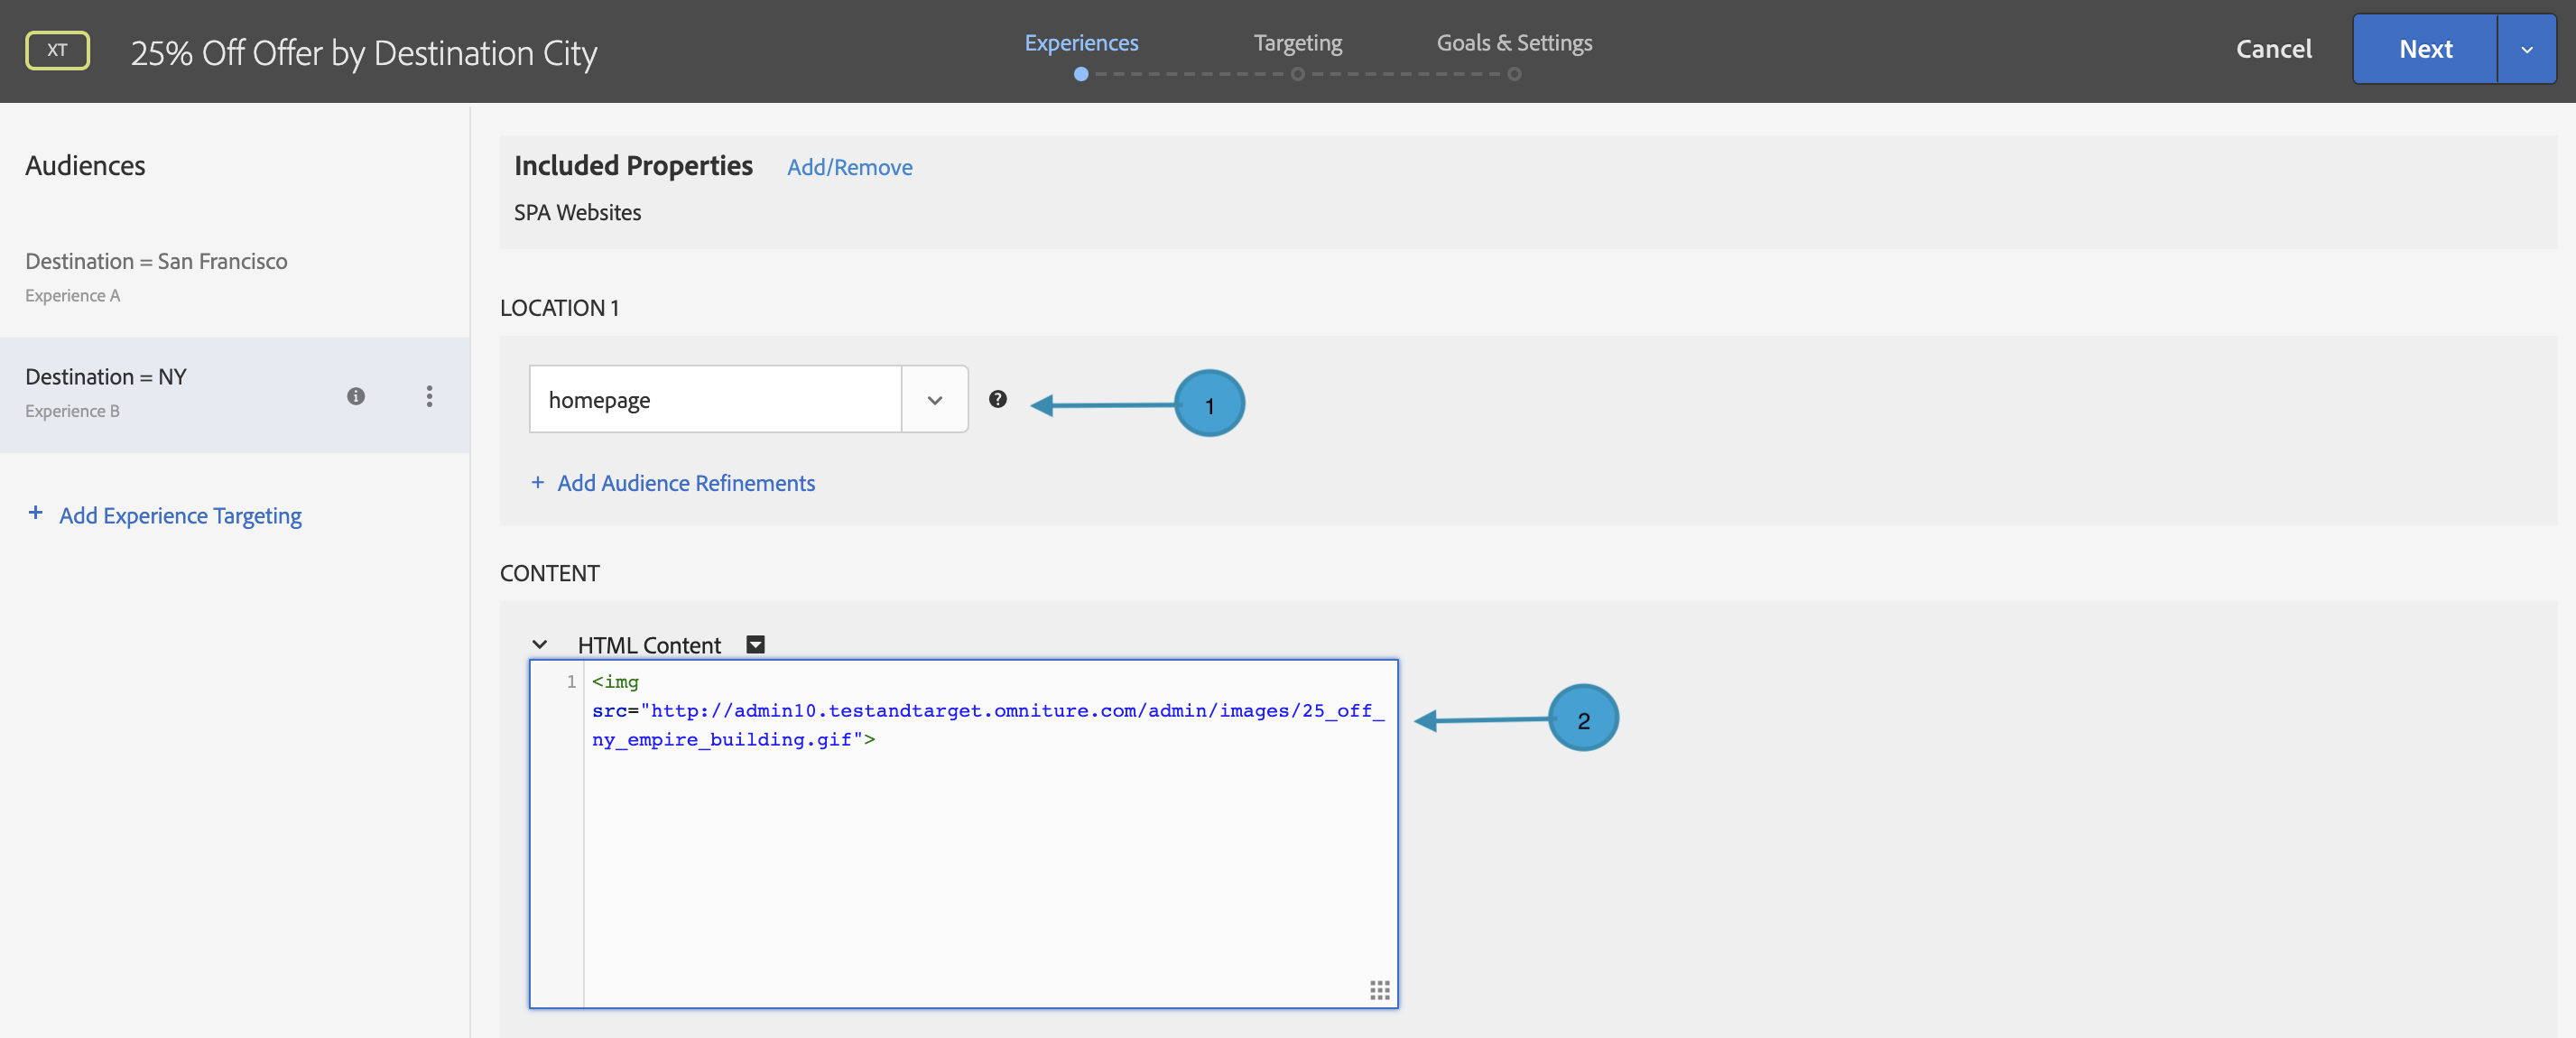 XT
25% Off Offer by Destination City
Experiences
Targeting
Goals & Settings
Cancel
Next
Audiences
Destination = San Francisco
Experience A
Destination = NY
Experience B
+ Add Experience Targeting
Included Properties Add/Remove
SPA Websites
LOCATION 1
homepage
1
+ Add Audience Refinements
CONTENT
HTML Content
1 <img
src="http://admin10.testandtarget.omniture.com/admin/images/25_off_
ny_empire_building.gif">
2